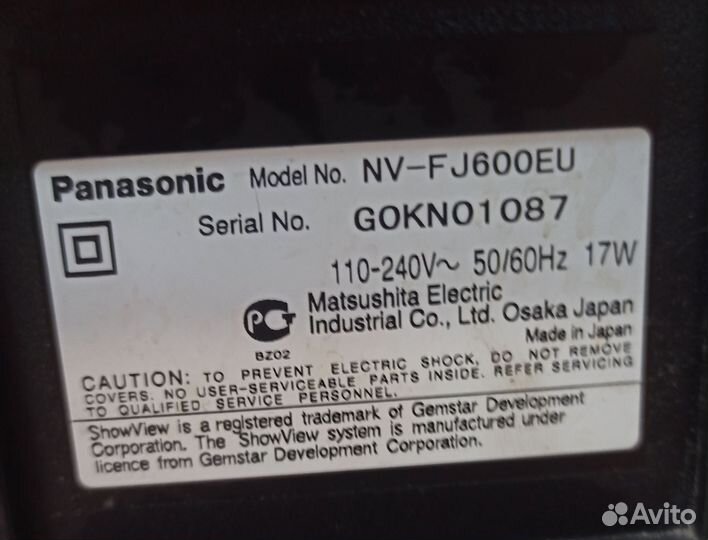 Panasonic Model No. NV-FJ600EU
Serial No. G0KN01087
110-240V~ 50/60Hz 17W
Matsushita Electric
Industrial Co., Ltd. Osaka Japan
Made in Japan
РСТ
BZ02
CAUTION: TO PREVENT ELECTRIC SHOCK, DO NOT REMOVE
COVERS. NO USER-SERVICEABLE PARTS INSIDE. REFER SERVICING
TO QUALIFIED SERVICE PERSONNEL.
ShowView is a registered trademark of Gemstar Development
Corporation. The ShowView system is manufactured under
licence from Gemstar Development Corporation.
Avito